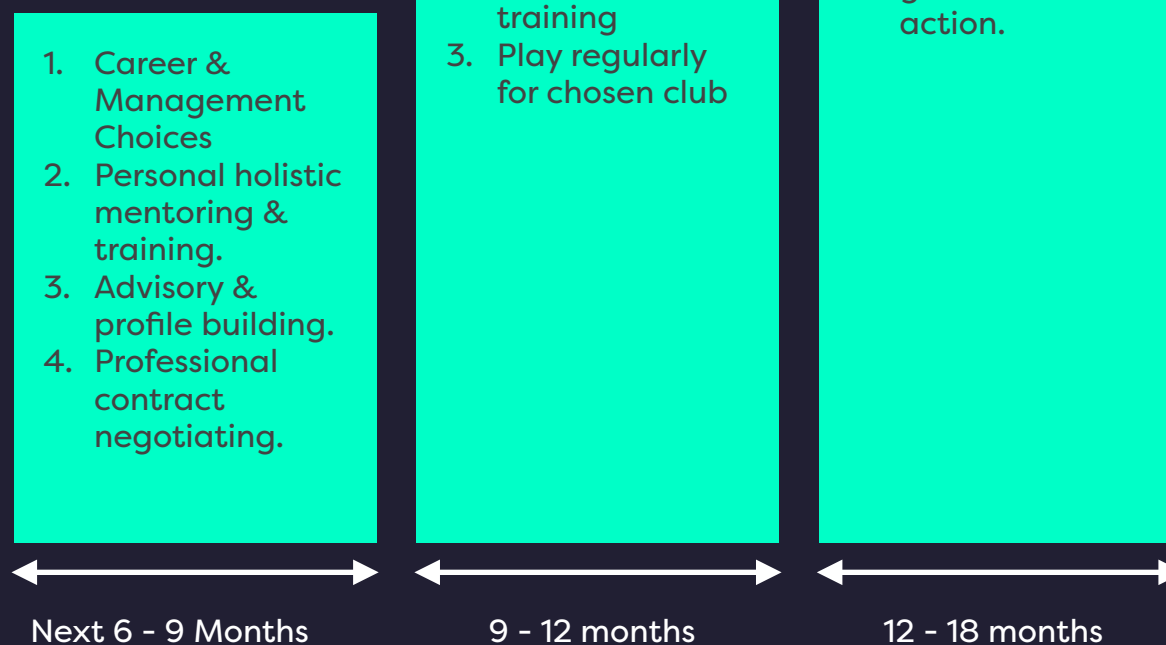 1. Career &
Management
Choices
2. Personal holistic
mentoring &
training.
3. Advisory &
profile building.
4. Professional
contract
negotiating.
training
3. Play regularly
for chosen club
action.
Next 6 - 9 Months
9 - 12 months
12 - 18 months